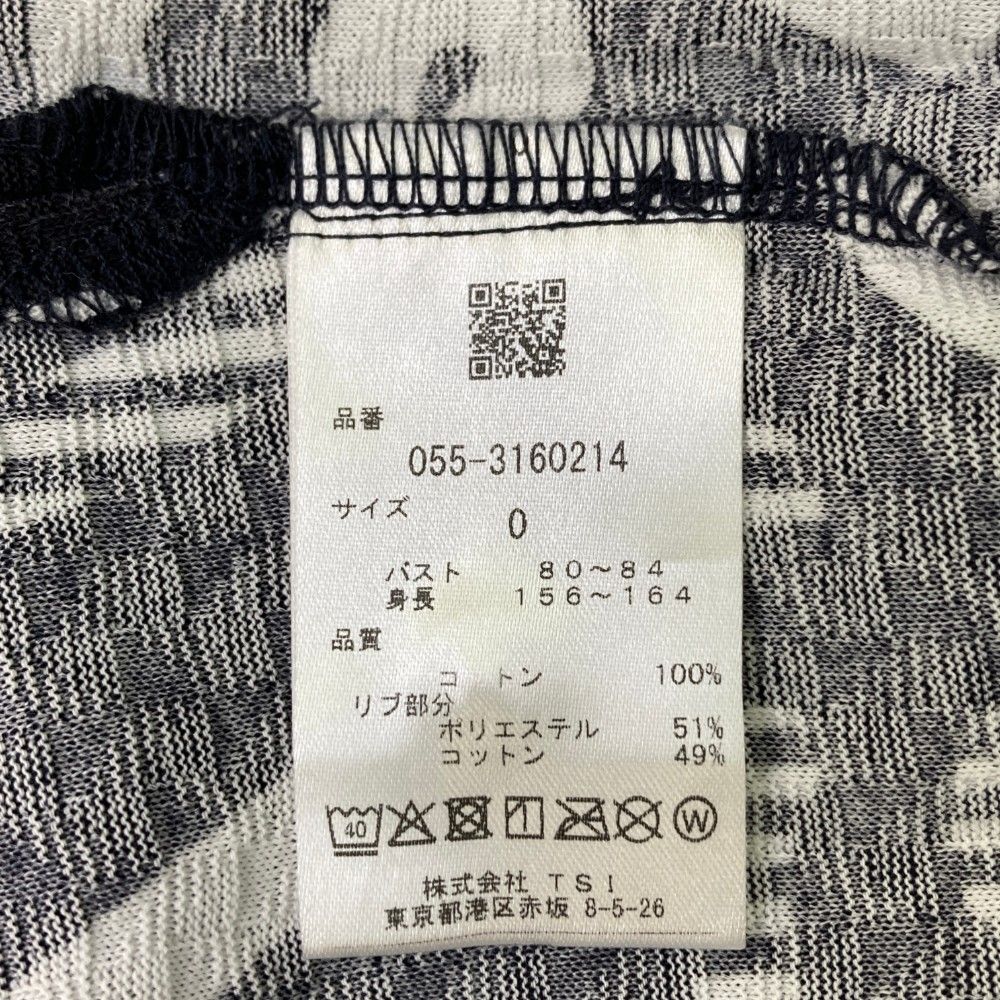 品番
055-3160214
サイズ 0
バスト 80～84
身長 156～164
品質
コットン 100%
リブ部分
ポリエステル 51%
コットン 49%
40 1 W
株式会社 TSI
東京都港区赤坂 8-5-26